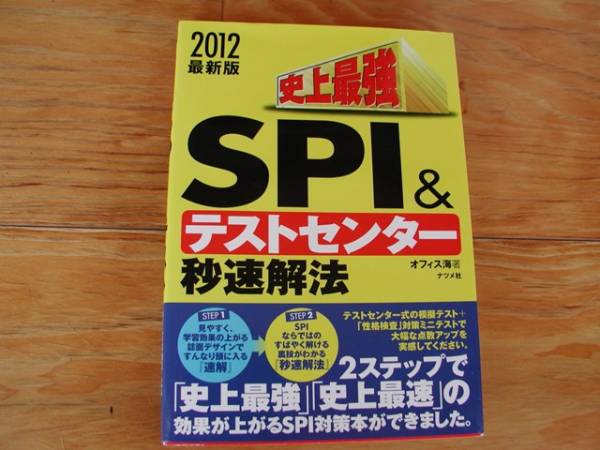 2012
最新版
史上最強
SPI&
テストセンター
秒速解法
オフィス海 著
ナツメ社
STEP 1
見やすく、
学習効果の上がる
誌面デザインで
すんなり頭に入る
「速解」
STEP 2
SPI
ならではの
すばやく解ける
裏技がわかる
「秒速解法」
テストセンター式の模擬テスト+
「性格検査」対策ミニテストで
大幅な点数アップを
実感してください。
2ステップで
「史上最強」「史上最速」の
効果が上がるSPI対策本ができました。